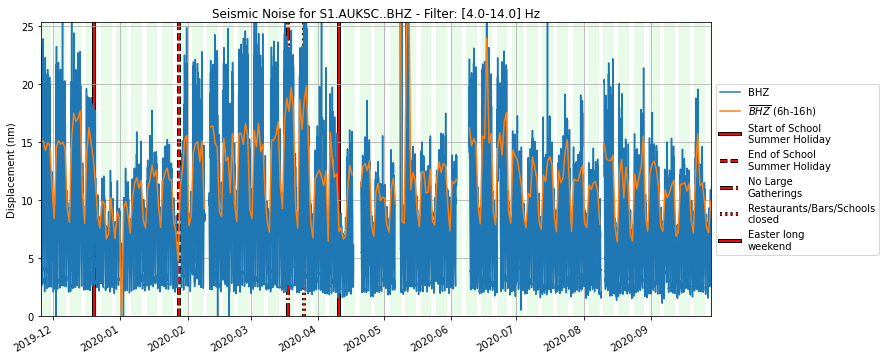 Seismic Noise for S1.AUKSC..BHZ - Filter: [4.0-14.0] Hz
Displacement (nm)
25
20
15
10
5
0
2019-12
2020-01
2020-02
2020-03
2020-04
2020-05
2020-06
2020-07
2020-08
2020-09
BHZ
BHZ (6h-16h)
Start of School
Summer Holiday
End of School
Summer Holiday
No Large
Gatherings
Restaurants/Bars/Schools
closed
Easter long
weekend